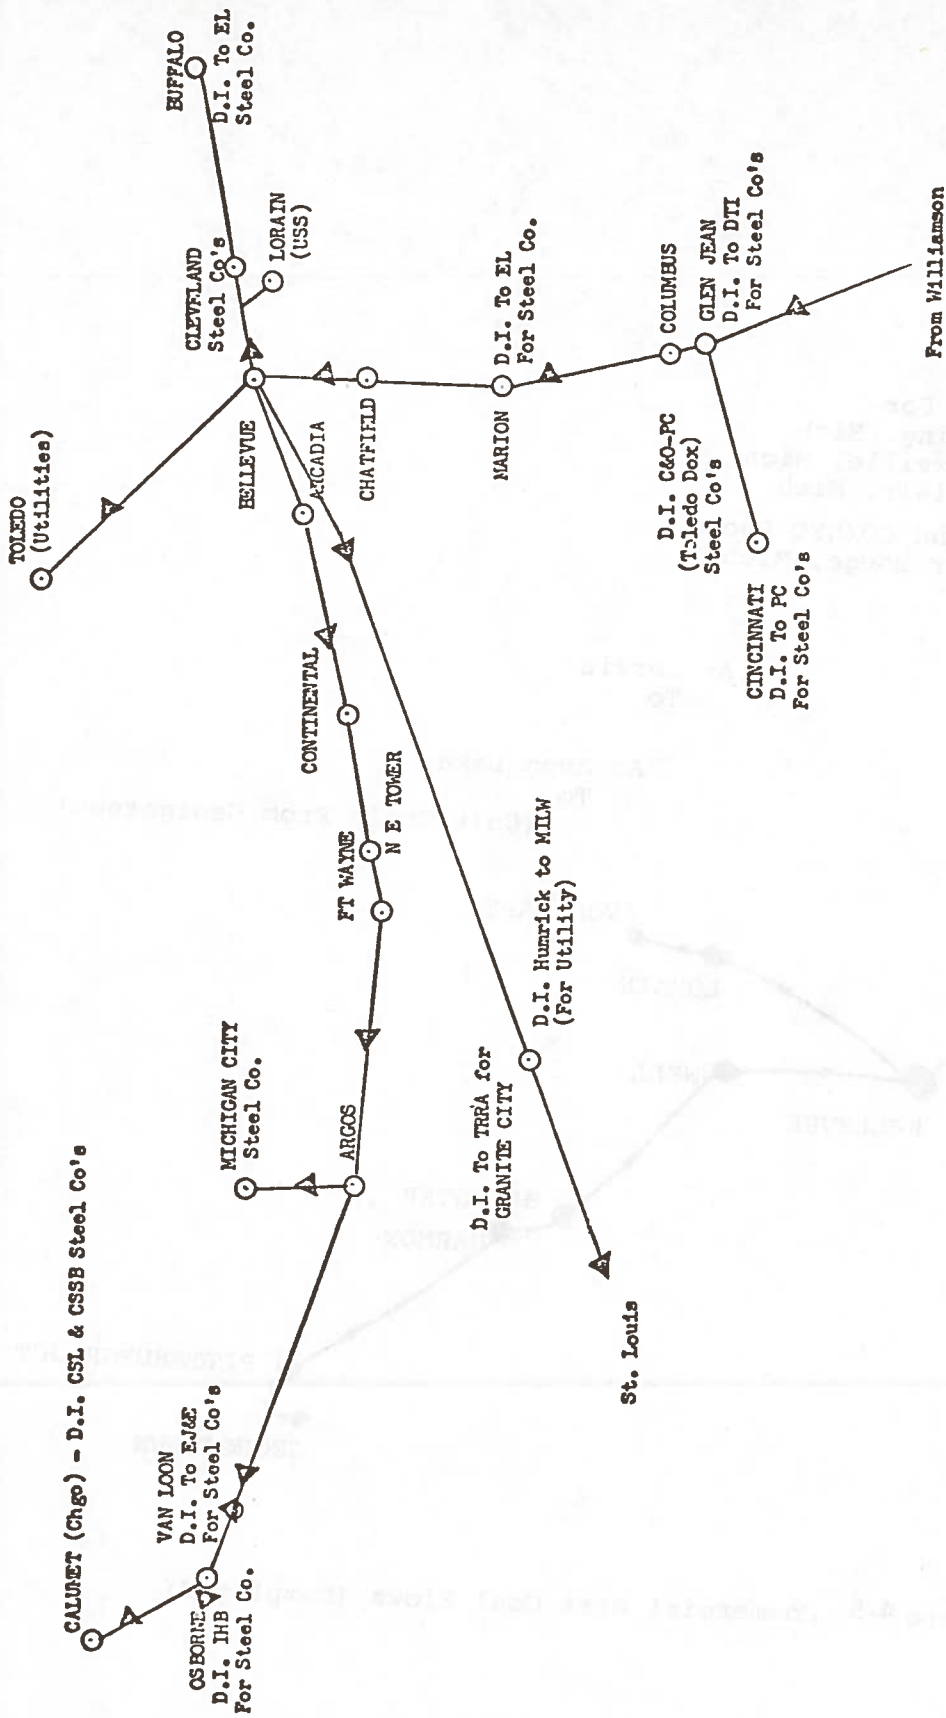 CALUMET (Chgo) - D.I. CSL & CSSB Steel Co's
OSBORNE
D.I. IHB
For Steel Co.
VAN LOON
D.I. To EJ&E
For Steel Co's
MICHIGAN CITY
Steel Co.
ARGOS
FT WAYNE
N E TOWER
CONTINENTAL
ARCADIA
BELLEVUE
TOLEDO
(Utilities)
CLEVELAND
Steel Co's
LORAIN
(USS)
BUFFALO
D.I. To EL
Steel Co.
CHATFIELD
MARION
D.I. To EL
For Steel Co.
COLUMBUS
GLEN JEAN
D.I. To DTI
For Steel Co's
From Williamson
D.I. C&O-PC
(Toledo Dox)
Steel Co's
CINCINNATI
D.I. To PC
For Steel Co's
D.I. Humrick to MILW
(For Utility)
D.I. To TRRA for
GRANITE CITY
St. Louis